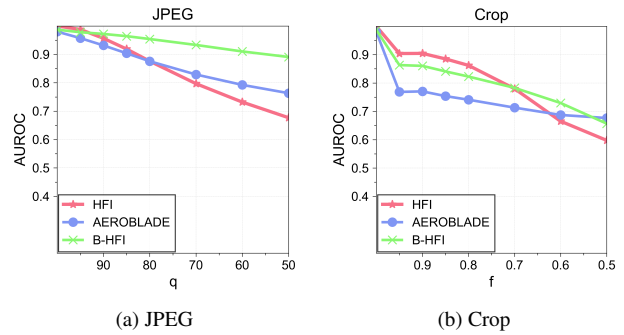 JPEG
AUROC
0.9
0.8
0.7
0.6
0.5
0.4
HFI
AEROBLADE
B-HFI
90
80
70
60
50
q
(a) JPEG
Crop
AUROC
0.9
0.8
0.7
0.6
0.5
0.4
HFI
AEROBLADE
B-HFI
0.9
0.8
0.7
0.6
0.5
f
(b) Crop